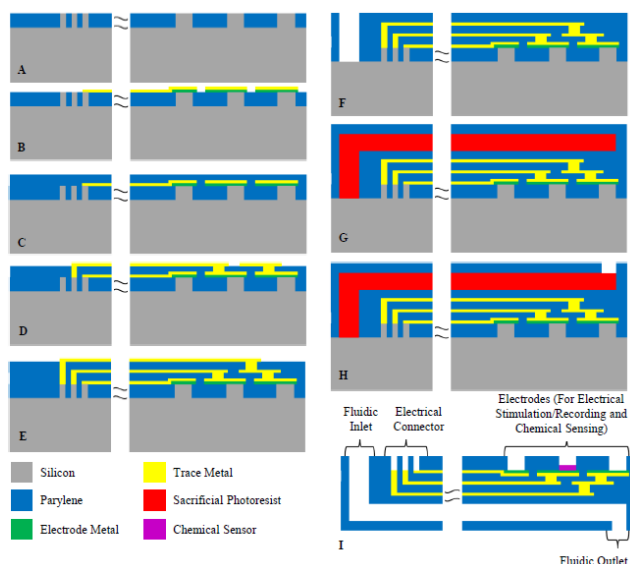 A
B
C
D
E
F
G
H
Electrodes (For Electrical
Stimulation/Recording and
Chemical Sensing)
Fluidic
Inlet
Electrical
Connector
I
Fluidic Outlet
Silicon
Parylene
Electrode Metal
Trace Metal
Sacrificial Photoresist
Chemical Sensor